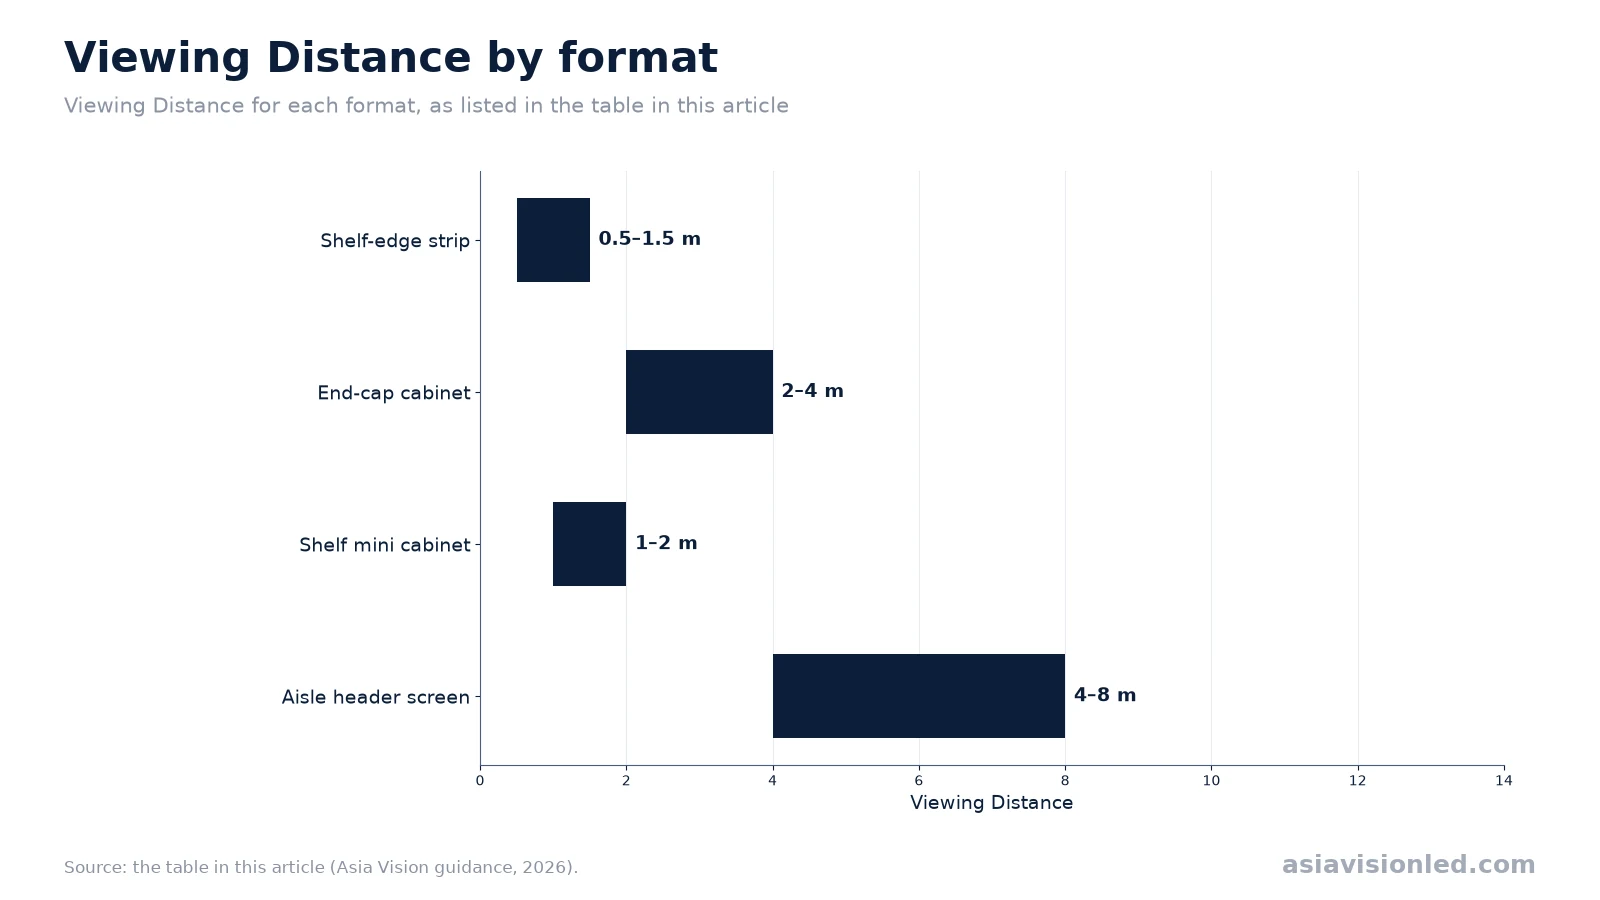 Viewing Distance by format
Viewing Distance for each format, as listed in the table in this article
Shelf-edge strip
0.5–1.5 m
End-cap cabinet
2–4 m
Shelf mini cabinet
1–2 m
Aisle header screen
4–8 m
0 2 4 6 8 10 12 14
Viewing Distance
Source: the table in this article (Asia Vision guidance, 2026).
asiavisionled.com